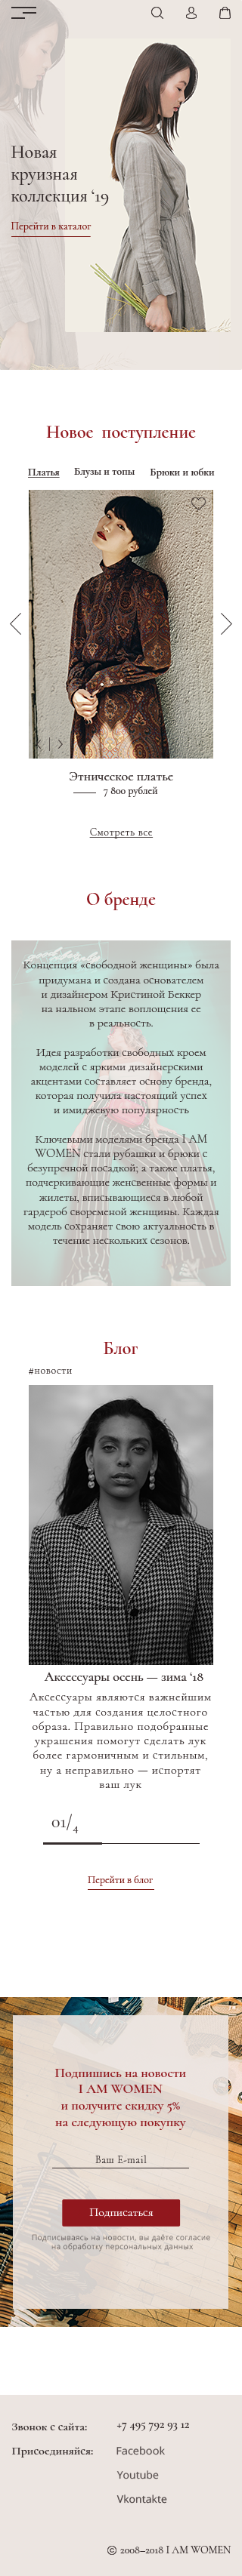 Новая
круизная
коллекция ‘19
Перейти в каталог
Новое поступление
Платья Блузы и топы Брюки и юбки
Этническое платье
7 800 рублей
Смотреть все
О бренде
Концепция «свободной женщины» была
придумана и создана основателем
и дизайнером Кристиной Беккер
на нальном этапе воплощения ее
в реальность.
Идея разработки свободных кроем
моделей с яркими дизайнерскими
акцентами составляет основу бренда,
которая получила настоящий успех
и имиджевую популярность
Ключевыми моделями бренда I AM
WOMEN стали рубашки и брюки с
безупречной посадкой; а также платья,
подчеркивающие женсвенные формы и
жилеты, вписывающиеся в любой
гардероб свовременой женщины. Каждая
модель сохраняет свою актуальность в
течение нескольких сезонов.
Блог
#новости
Аксессуары осень — зима ‘18
Аксессуары являются важнейшим
частью для создания целостного
образа. Правильно подобранные
украшения помогут сделать лук
более гармоничным и стильным,
ну а неправильно — испортят
ваш лук
01/4
Перейти в блог
Подпишись на новости
I AM WOMEN
и получите скидку 5%
на следующую покупку
Ваш E-mail
Подписаться
Подписываясь на новости, вы даёте согласие
на обработку персональных данных
Звонок с сайта: +7 495 792 93 12
Присоединяйся: Facebook
Youtube
Vkontakte
© 2008–2018 I AM WOMEN